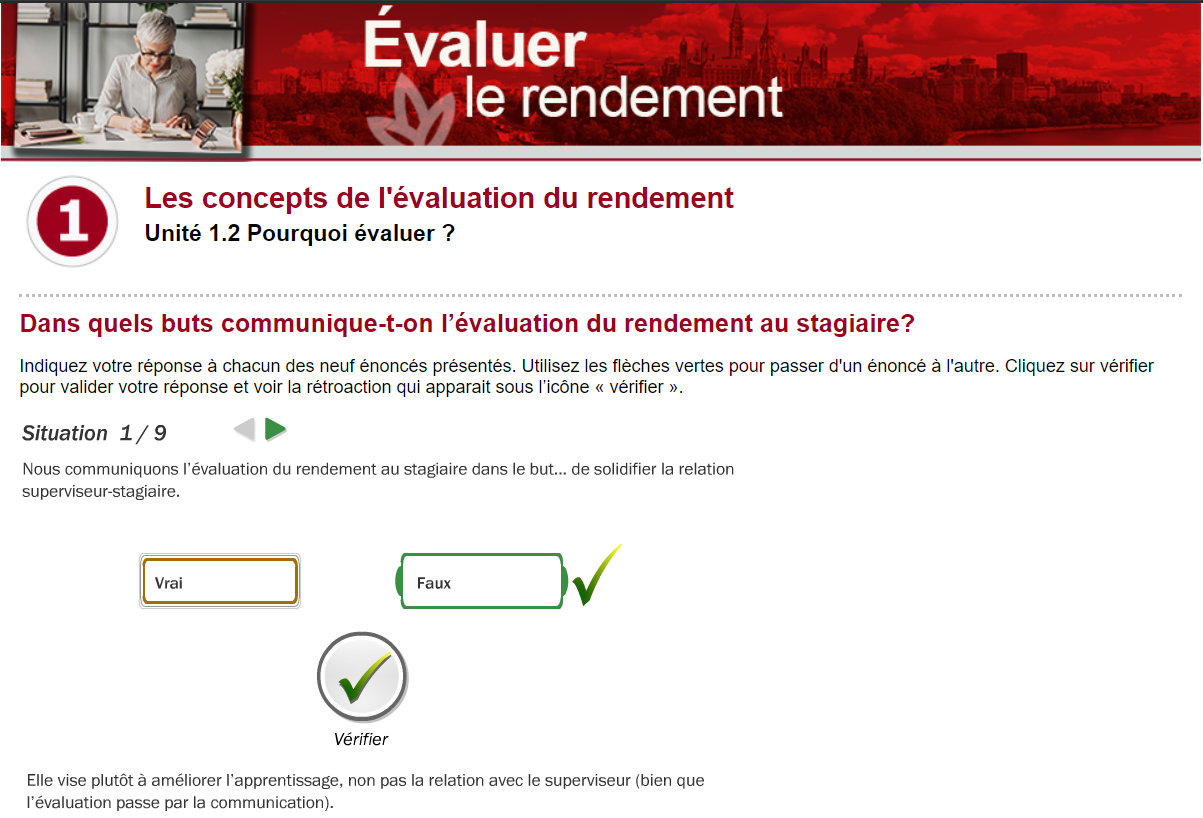 Évaluer
le rendement
1
Les concepts de l'évaluation du rendement
Unité 1.2 Pourquoi évaluer ?
Dans quels buts communique-t-on l’évaluation du rendement au stagiaire?
Indiquez votre réponse à chacun des neuf énoncés présentés. Utilisez les flèches vertes pour passer d'un énoncé à l'autre. Cliquez sur vérifier
pour valider votre réponse et voir la rétroaction qui apparait sous l’icône « vérifier ».
Situation 1 / 9
Nous communiquons l’évaluation du rendement au stagiaire dans le but... de solidifier la relation
superviseur-stagiaire.
Vrai
Faux
Vérifier
Elle vise plutôt à améliorer l’apprentissage, non pas la relation avec le superviseur (bien que
l’évaluation passe par la communication).